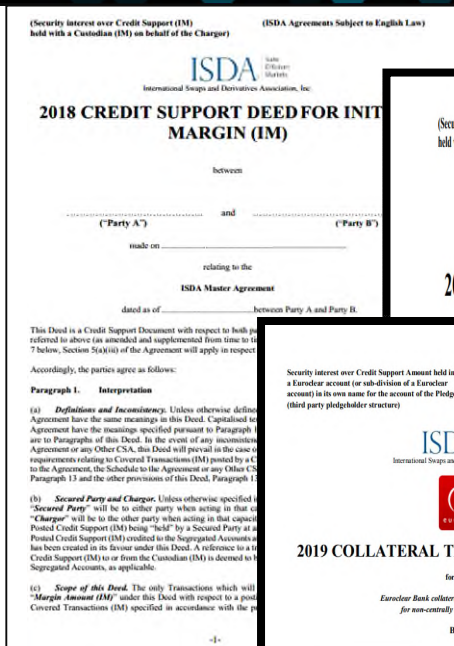 (Security interest over Credit Support (IM)
held with a Custodian (IM) on behalf of the Chargor)
(ISDA Agreements Subject to English Law)
ISDA
Safe
Efficient
Markets
International Swaps and Derivatives Association, Inc
2018 CREDIT SUPPORT DEED FOR INIT
MARGIN (IM)
between
and
("Party A")
("Party B")
made on
relating to the
ISDA Master Agreement
dated as of between Party A and Party B.
This Deed is a Credit Support Document with respect to both pa
referred to above (as amended and supplemented from time to ti
7 below, Section 5(a)(iii) of the Agreement will apply in respect
Accordingly, the parties agree as follows:
Paragraph 1. Interpretation
(a) Definitions and Inconsistency. Unless otherwise define
Agreement have the same meanings in this Deed. Capitalised te
Agreement have the meanings specified pursuant to Paragraph 1
are to Paragraphs of this Deed. In the event of any inconsisten
Agreement or any Other CSA, this Deed will prevail in the case o
requirements relating to Covered Transactions (IM) posted by a C
to the Agreement, the Schedule to the Agreement or any Other CS
Paragraph 13 and the other provisions of this Deed, Paragraph 13
(b) Secured Party and Chargor. Unless otherwise specified i
"Secured Party" will be to either party when acting in that ca
"Chargor" will be to the other party when acting in that capacit
Posted Credit Support (IM) being "held" by a Secured Party at a
Posted Credit Support (IM) credited to the Segregated Accounts a
has been created in its favour under this Deed. A reference to a tr
Credit Support (IM) to or from the Custodian (IM) is deemed to b
Segregated Accounts, as applicable.
(c) Scope of this Deed. The only Transactions which will
"Margin Amount (IM)" under this Deed with respect to a post
Covered Transactions (IM) specified in accordance with the p
-1-
(Secu
held
20
Security interest over Credit Support Amount held in
a Euroclear account (or sub-division of a Euroclear
account) in its own name for the account of the Pledge
(third party pledgeholder structure)
ISD
International Swaps an
2019 COLLATERAL T
for
Euroclear Bank collater
for non-centrally
B